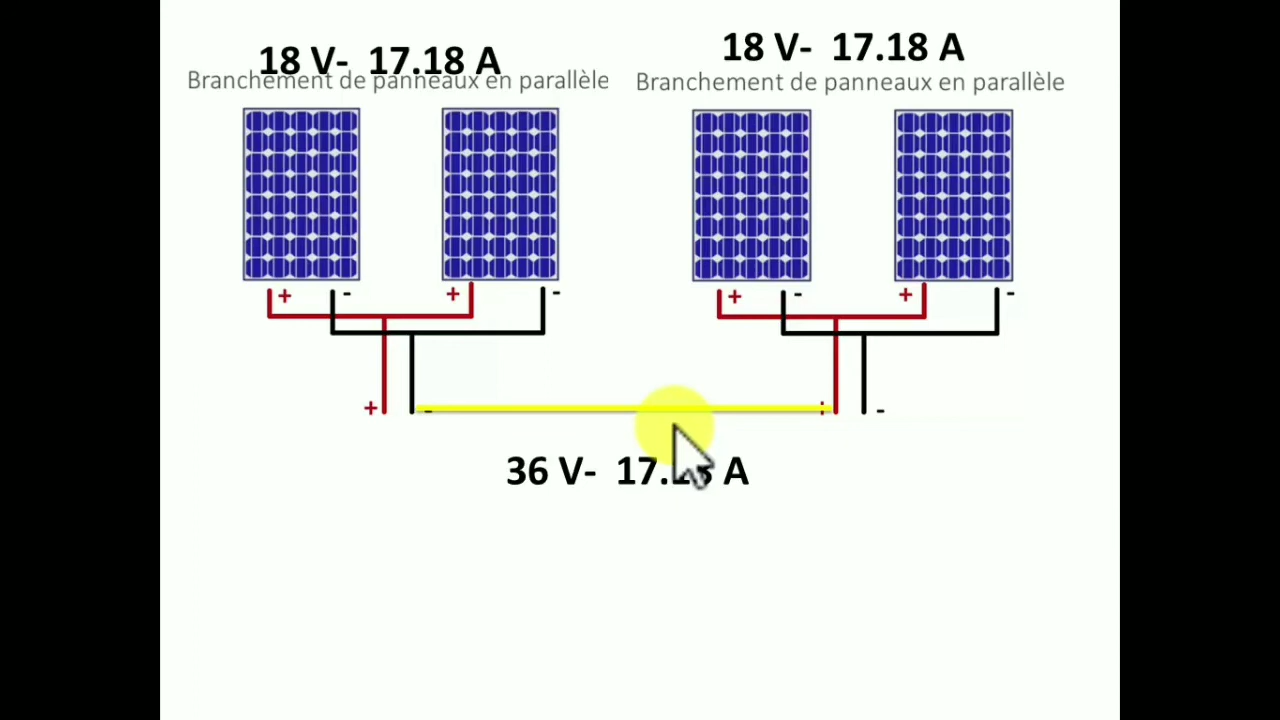 18 V- 17.18 A
Branchement de panneaux en parallèle
18 V- 17.18 A
Branchement de panneaux en parallèle
+ -
+ -
+ -
+ -
+ -
-
36 V- 17. A